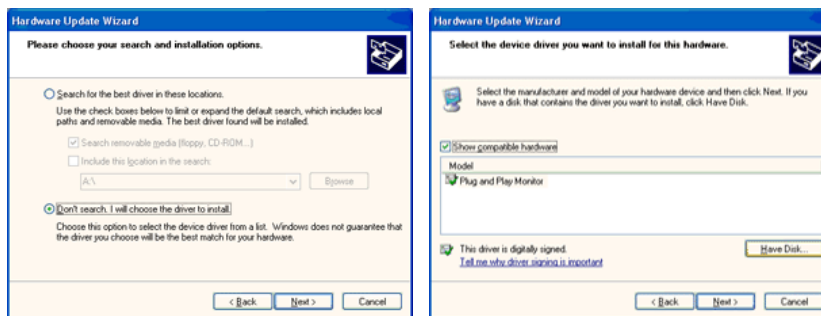 Hardware Update Wizard
Please choose your search and installation options.
Search for the best driver in these locations.
Use the check boxes below to limit or expand the default search, which includes local
paths and removable media. The best driver found will be installed.
Search removable media (floppy, CD-ROM...)
Include this location in the search:
A:\
Browse
Don't search. I will choose the driver to install.
Choose this option to select the device driver from a list. Windows does not guarantee that
the driver you choose will be the best match for your hardware.
< Back
Next >
Cancel
Hardware Update Wizard
Select the device driver you want to install for this hardware.
Select the manufacturer and model of your hardware device and then click Next. If you
have a disk that contains the driver you want to install, click Have Disk.
Show compatible hardware
Model
Plug and Play Monitor
This driver is digitally signed.
Tell me why driver signing is important
Have Disk...
< Back
Next >
Cancel